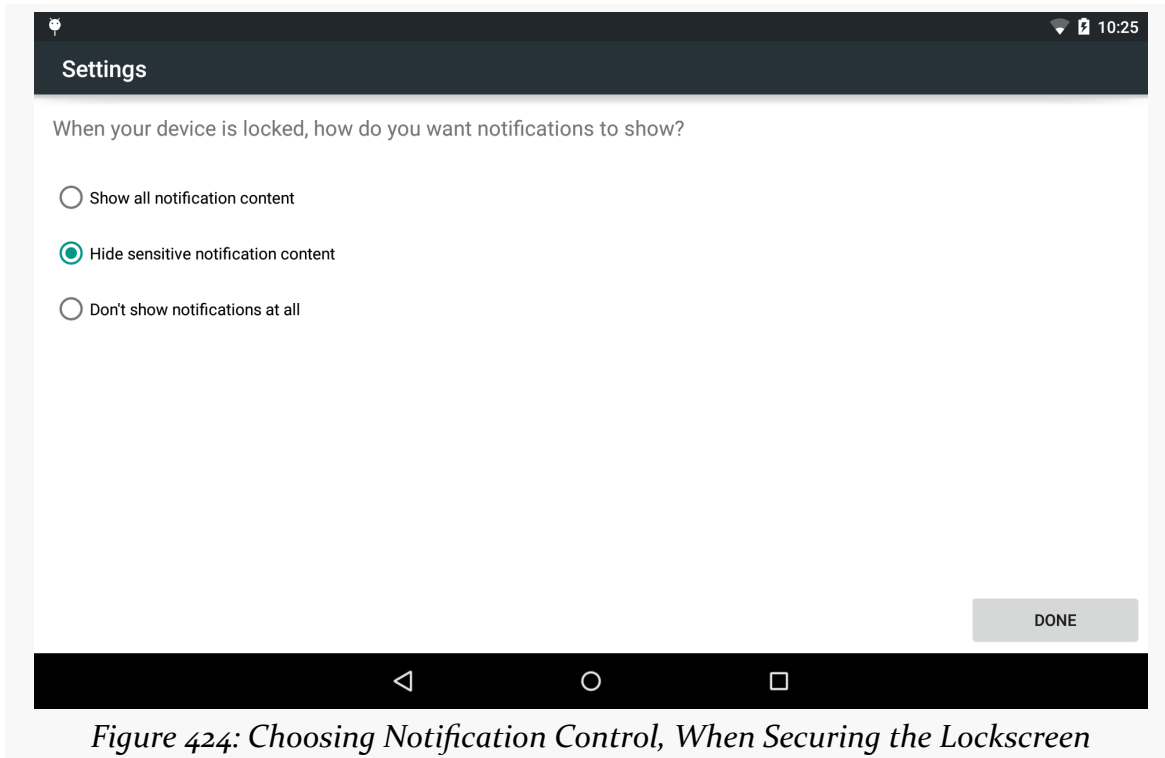 10:25
Settings
When your device is locked, how do you want notifications to show?
Show all notification content
Hide sensitive notification content
Don't show notifications at all
DONE
Figure 424: Choosing Notification Control, When Securing the Lockscreen